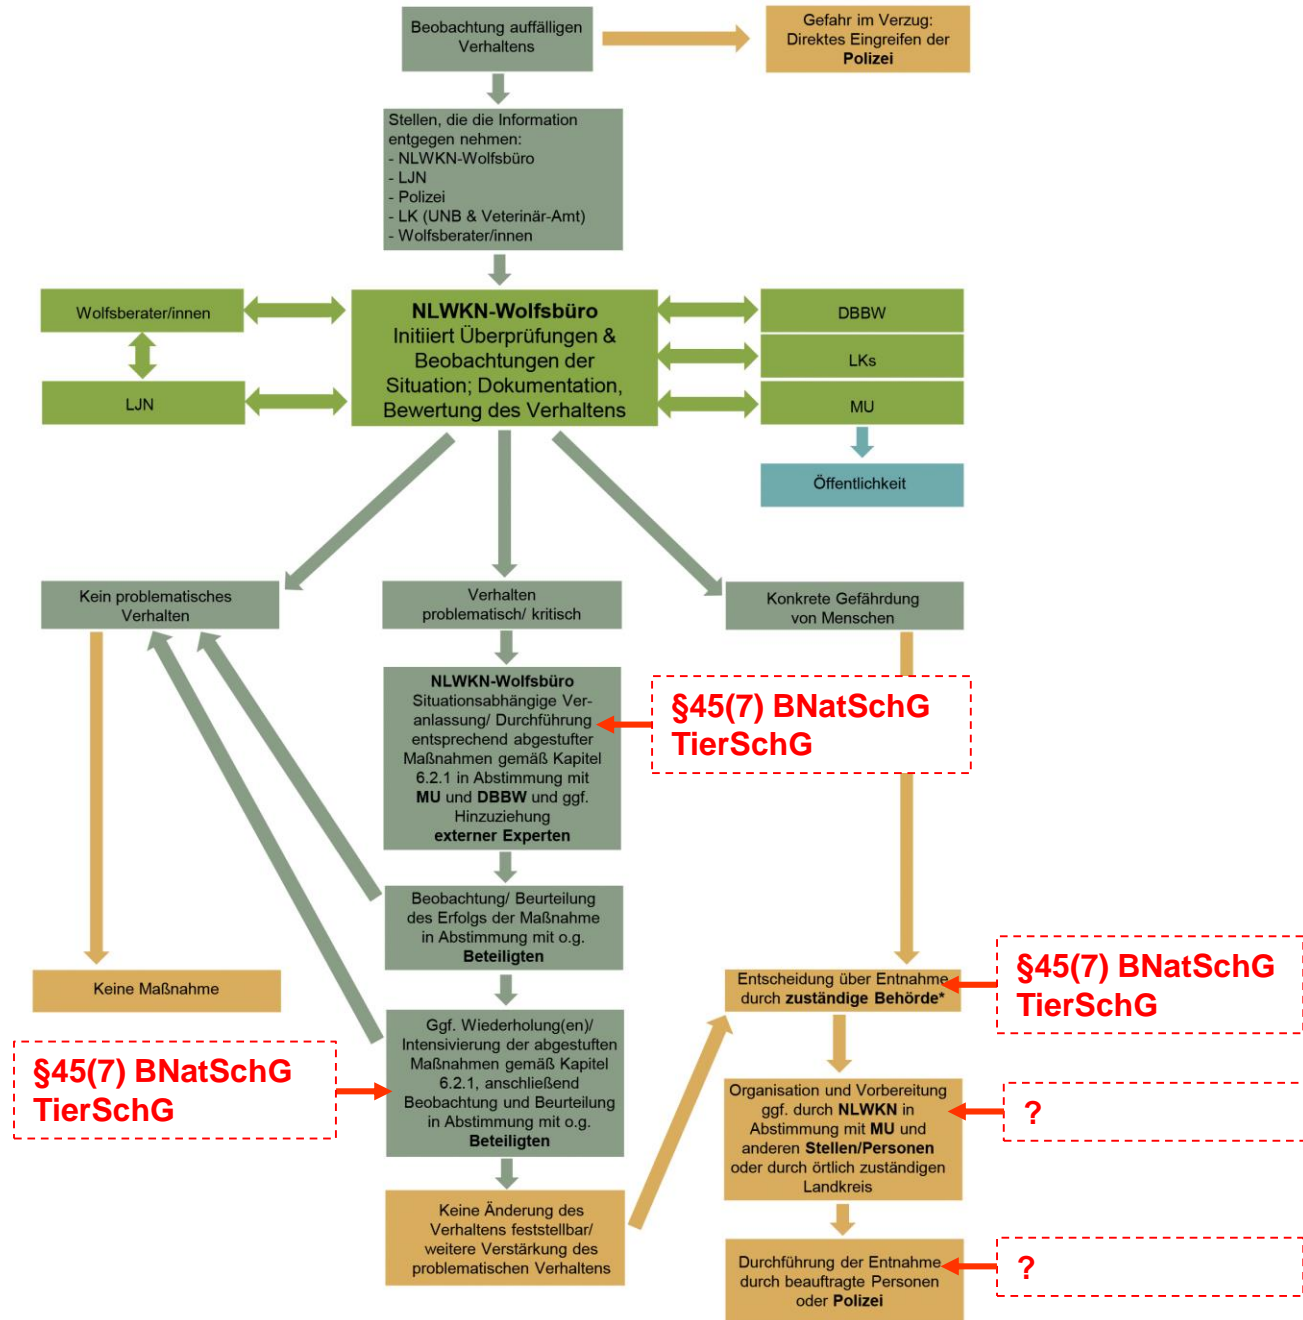 Beobachtung auffälligen
Verhaltens
Gefahr im Verzug:
Direktes Eingreifen der
Polizei
Stellen, die die Information
entgegen nehmen:
- NLWKN-Wolfsbüro
- LJN
- Polizei
- LK (UNB & Veterinär-Amt)
- Wolfsberater/innen
Wolfsberater/innen
LJN
NLWKN-Wolfsbüro
Initiiert Überprüfungen &
Beobachtungen der
Situation; Dokumentation,
Bewertung des Verhaltens
DBBW
LKs
MU
Öffentlichkeit
Kein problematisches
Verhalten
Verhalten
problematisch/ kritisch
Konkrete Gefährdung
von Menschen
NLWKN-Wolfsbüro
Situationsabhängige Ver-
anlassung/ Durchführung
entsprechend abgestufter
Maßnahmen gemäß Kapitel
6.2.1 in Abstimmung mit
MU und DBBW und ggf.
Hinzuziehung
externer Experten
§45(7) BNatSchG
TierSchG
Beobachtung/ Beurteilung
des Erfolgs der Maßnahme
in Abstimmung mit o.g.
Beteiligten
Keine Maßnahme
Entscheidung über Entnahme
durch zuständige Behörde*
§45(7) BNatSchG
TierSchG
§45(7) BNatSchG
TierSchG
Ggf. Wiederholung(en)/
Intensivierung der abgestuften
Maßnahmen gemäß Kapitel
6.2.1, anschließend
Beobachtung und Beurteilung
in Abstimmung mit o.g.
Beteiligten
Organisation und Vorbereitung
ggf. durch NLWKN in
Abstimmung mit MU und
anderen Stellen/Personen
oder durch örtlich zuständigen
Landkreis
?
Keine Änderung des
Verhaltens feststellbar/
weitere Verstärkung des
problematischen Verhaltens
Durchführung der Entnahme
durch beauftragte Personen
oder Polizei
?